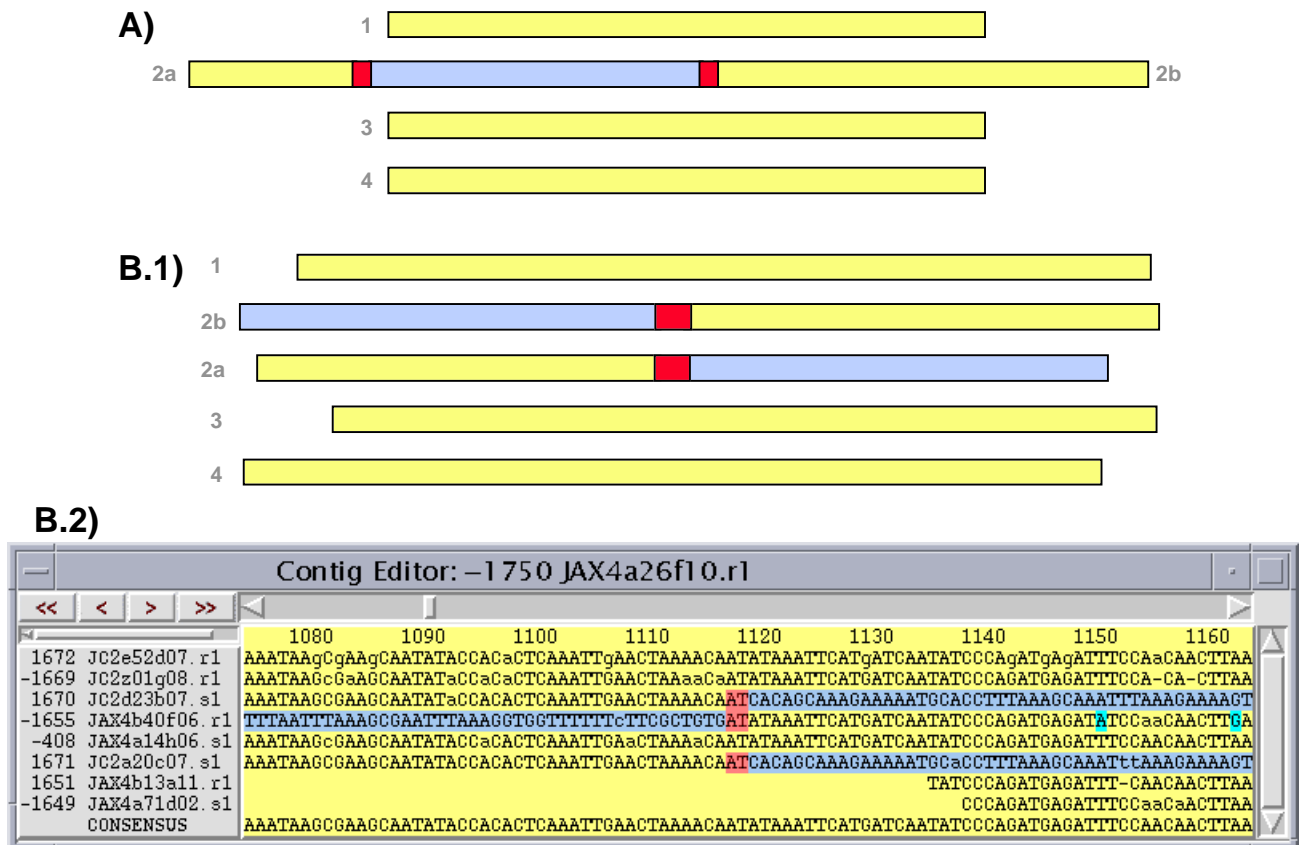 A)
1
2a 2b
3
4
B.1)
1
2b
2a
3
4
B.2)
Contig Editor: -1750 JAX4a26f10.r1
<< < > >>
1080 1090 1100 1110 1120 1130 1140 1150 1160
1672 JC2e52d07.r1 AAATAAgCgAAgCAATATACCACaCTCAAATTgAACTAAAACAATATAAATTCATgATCAATATCCCAgATgAgATTTCCAaCAACTTAA
-1669 JC2z01g08.r1 AAATAAGcGaAGCAATATaCCaCaCTCAAATTGAACTAAaaCaATATAAATTCATGATCAATATCCCAGATGAGATTTCCA-CA-CTTAA
1670 JC2d23b07.s1 AAATAAGCGAAGCAATATaCCACACTCAAATTGAACTAAAACAATCACAGCAAAGAAAATGCACCTTTAAAGCAAATTTAAAGAAAAGT
-1655 JAX4b40f06.r1 TTTAATTTAAAGCGAATTTAAAGGTGGTTTTTTcTTCGCTGTGATATAAATTCATGATCAATATCCCAGATGAGATATCCaaCAACTTGA
-408 JAX4a14h06.s1 AAATAAGcGAAGCAATATACCaCACTCAAATTGAaCTAAaACAATATAAATTCATGATCAATATCCCAGATGAGATTTCCAACAACTTAA
1671 JC2a20c07.s1 AAATAAGCGAAGCAATATACCACACTCAAATTGAACTAAAACAATCACAGCAAAGAAAATGCaCCTTTAAAGCAAATttAAAGAAAAGT
1651 JAX4b13a11.r1 TATCCCAGATGAGATTT-CAACAACTTAA
-1649 JAX4a71d02.s1 CCCAGATGAGATTTCCaaCaACTTAA
CONSENSUS AAATAAGCGAAGCAATATACCACACTCAAATTGAACTAAAACAATATAAATTCATGATCAATATCCCAGATGAGATTTCCAACAACTTAA